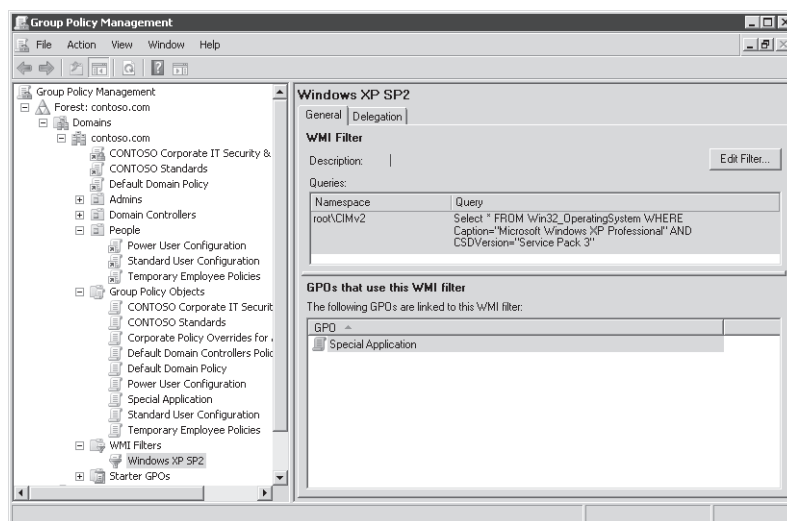 Group Policy Management
File Action View Window Help
Group Policy Management
Forest: contoso.com
Domains
contoso.com
CONTOSO Corporate IT Security &
CONTOSO Standards
Default Domain Policy
Admins
Domain Controllers
People
Power User Configuration
Standard User Configuration
Temporary Employee Policies
Group Policy Objects
CONTOSO Corporate IT Securit
CONTOSO Standards
Corporate Policy Overrides for
Default Domain Controllers Polic
Default Domain Policy
Power User Configuration
Special Application
Standard User Configuration
Temporary Employee Policies
WMI Filters
Windows XP SP2
Starter GPOs
Windows XP SP2
General Delegation
WMI Filter
Description:
Edit Filter...
Queries:
Namespace Query
root\CIMv2 Select * FROM Win32_OperatingSystem WHERE
Caption="Microsoft Windows XP Professional" AND
CSDVersion="Service Pack 3"
GPOs that use this WMI filter
The following GPOs are linked to this WMI filter:
GPO
Special Application